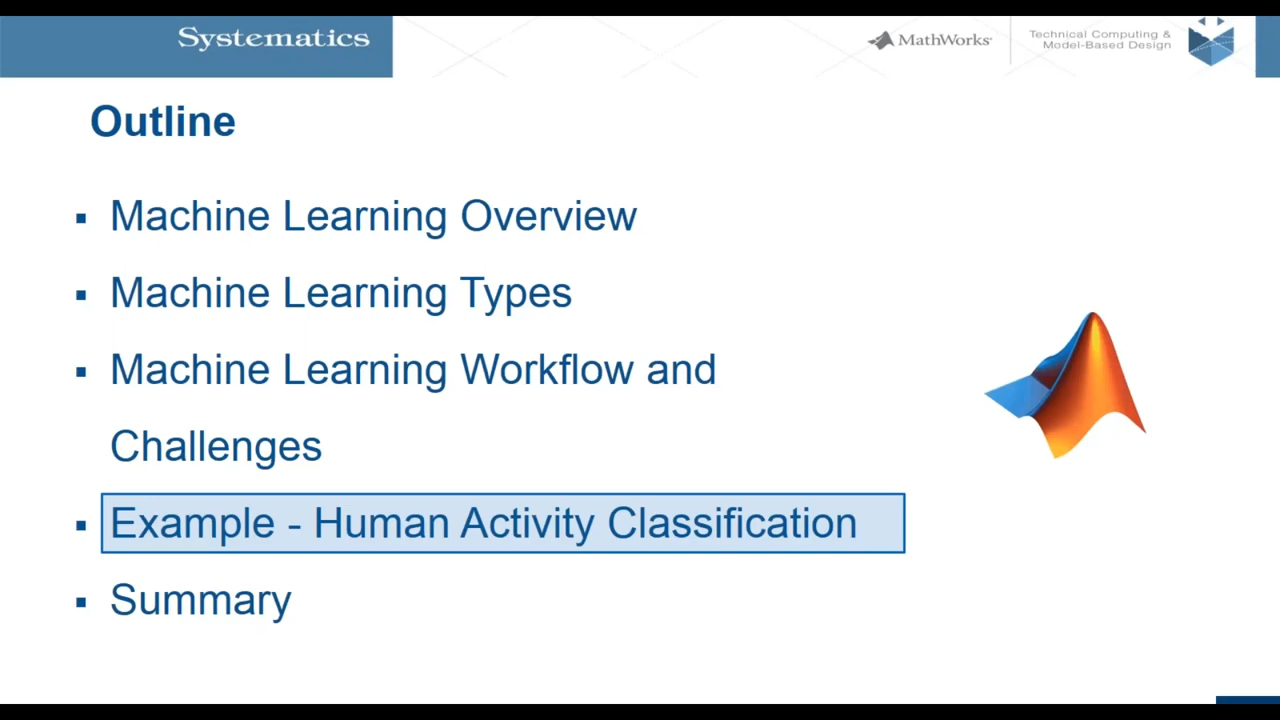 Systematics
MathWorks
Technical Computing &
Model-Based Design
Outline
▪ Machine Learning Overview
▪ Machine Learning Types
▪ Machine Learning Workflow and
Challenges
▪ Example - Human Activity Classification
▪ Summary